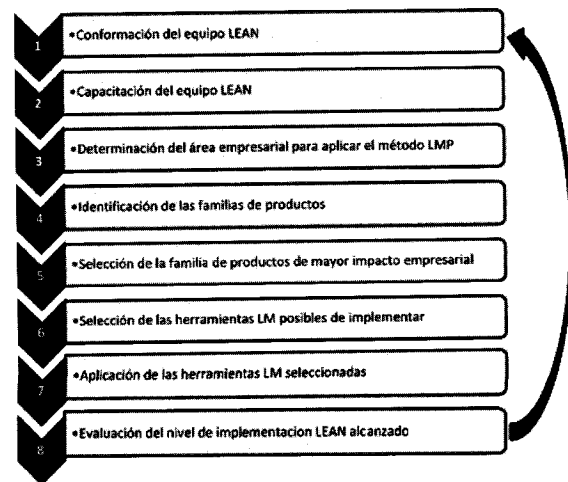 1 •Conformación del equipo LEAN
2 •Capacitación del equipo LEAN
3 •Determinación del área empresarial para aplicar el método LMP
4 •Identificación de las familias de productos
5 •Selección de la familia de productos de mayor impacto empresarial
6 •Selección de las herramientas LM posibles de implementar
7 •Aplicación de las herramientas LM seleccionadas
8 •Evaluación del nivel de implementacion LEAN alcanzado